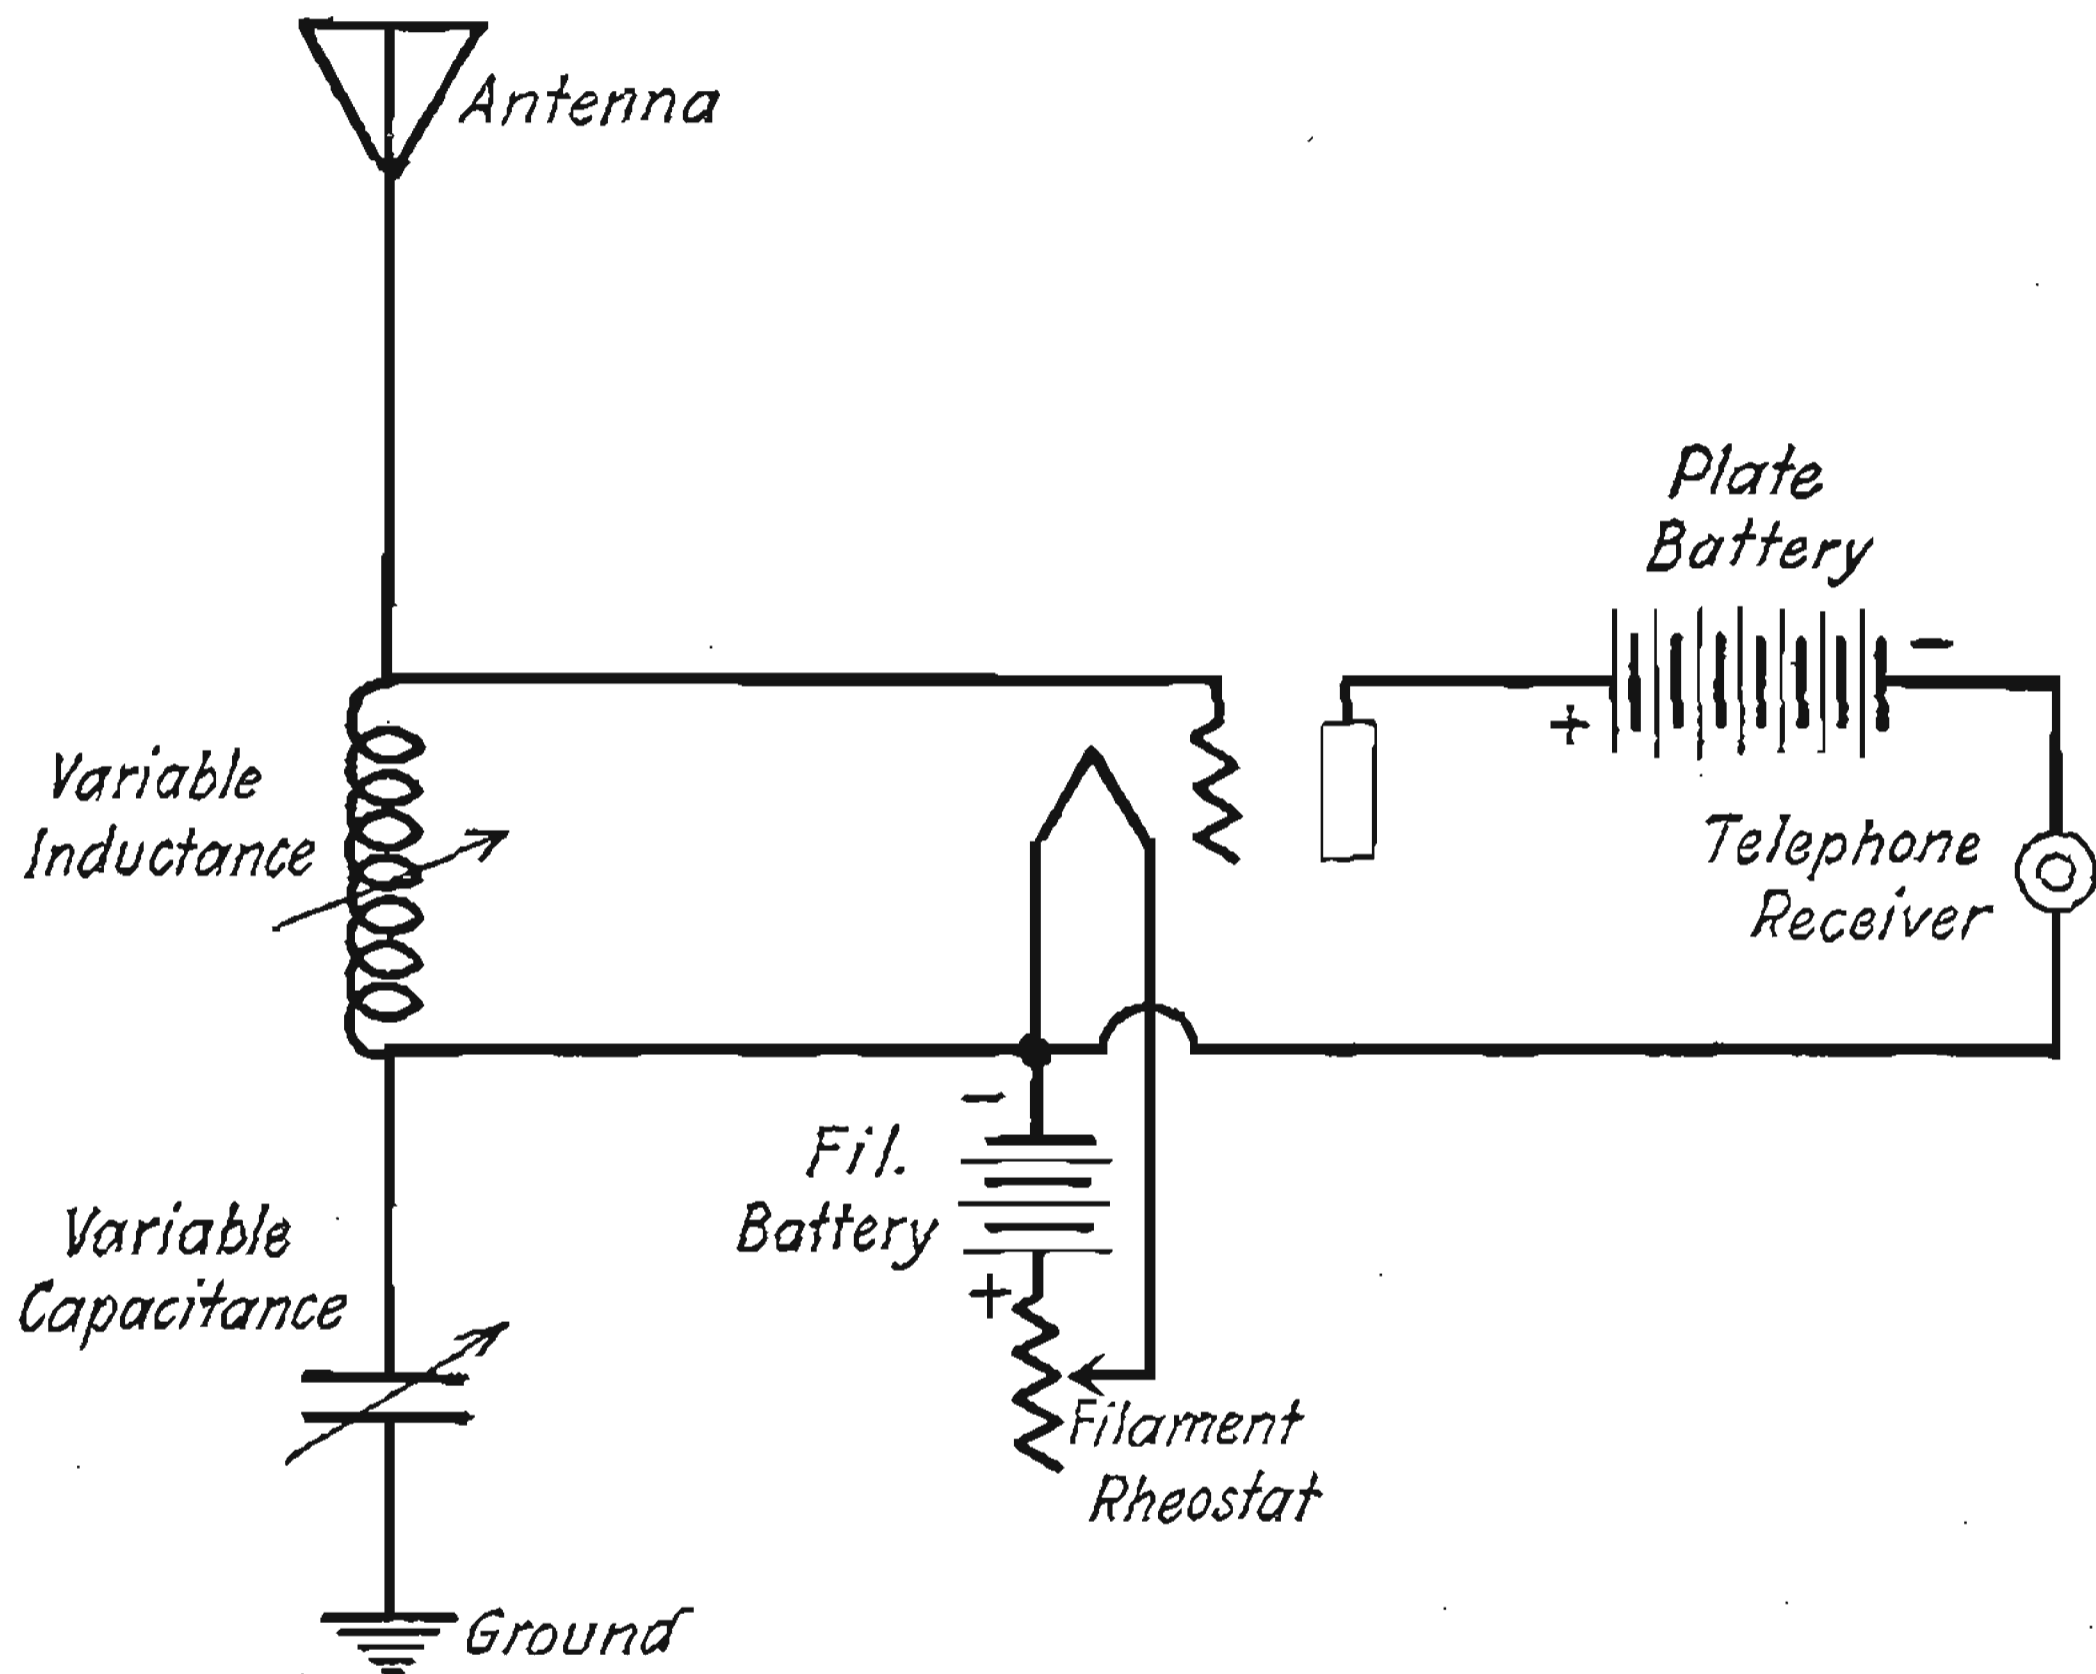 Antenna
Plate
Battery
+
-
Variable
Inductance
Telephone
Receiver
-
Fil.
Battery
+
Variable
Capacitance
Filament
Rheostat
Ground